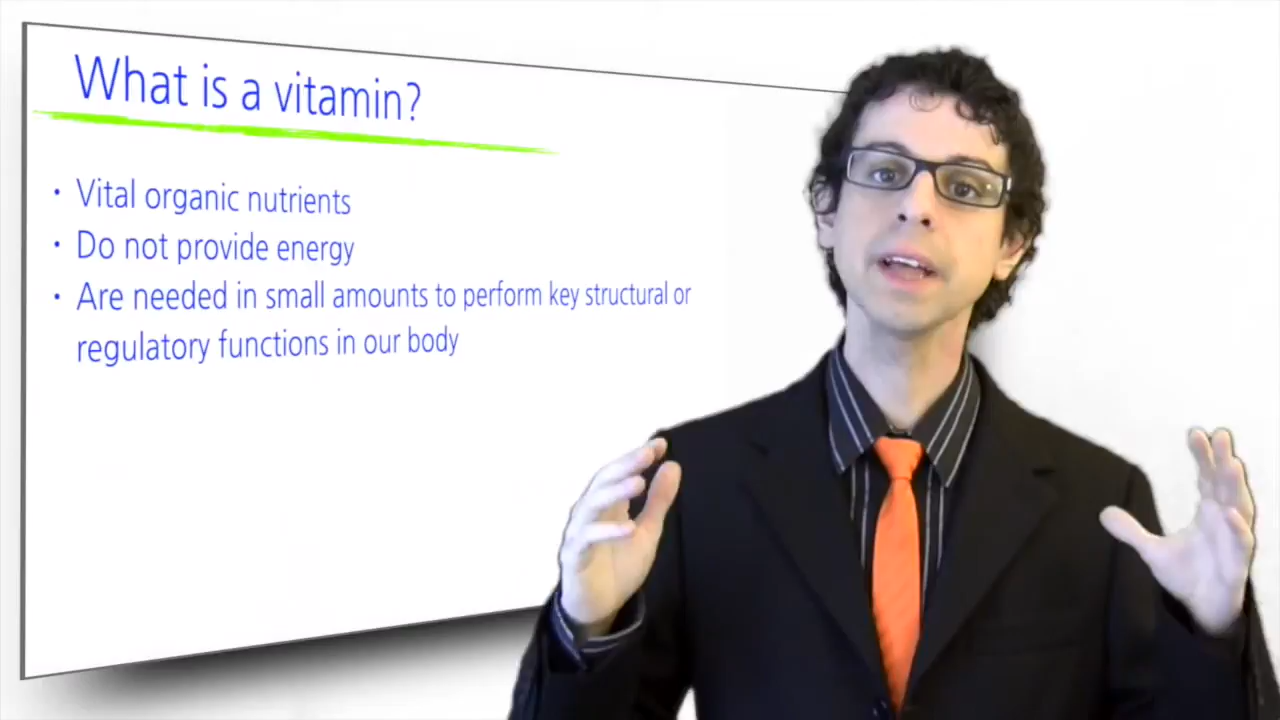 What is a vitamin?
• Vital organic nutrients
• Do not provide energy
• Are needed in small amounts to perform key structural or
regulatory functions in our body